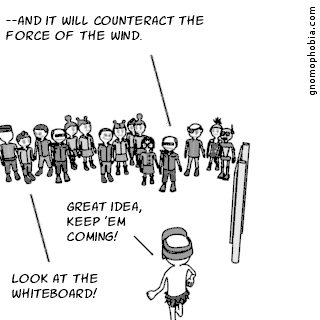 --AND IT WILL COUNTERACT THE
FORCE OF THE WIND.
GREAT IDEA,
KEEP 'EM
COMING!
LOOK AT THE
WHITEBOARD!
gnomophobia.com